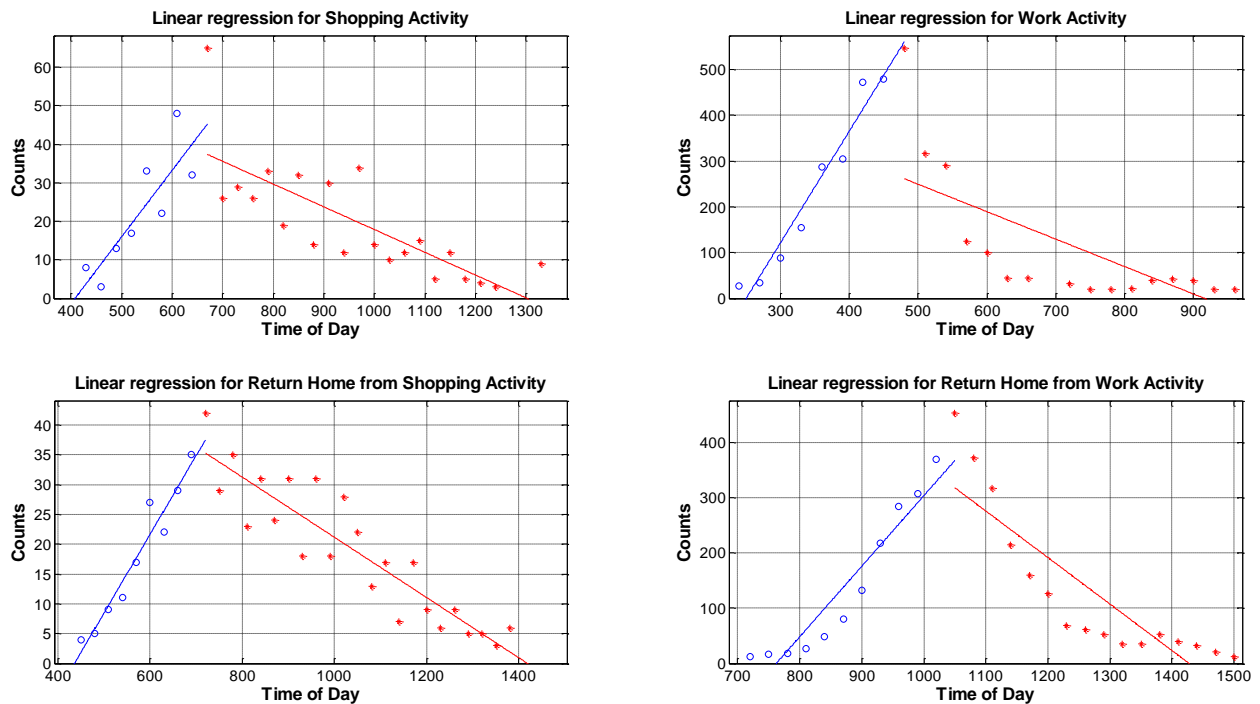 Linear regression for Shopping Activity
Counts
60
50
40
30
20
10
0
400 500 600 700 800 900 1000 1100 1200 1300
Time of Day
Linear regression for Work Activity
Counts
500
400
300
200
100
0
300 400 500 600 700 800 900
Time of Day
Linear regression for Return Home from Shopping Activity
Counts
40
35
30
25
20
15
10
5
0
400 600 800 1000 1200 1400
Time of Day
Linear regression for Return Home from Work Activity
Counts
400
300
200
100
0
700 800 900 1000 1100 1200 1300 1400 1500
Time of Day